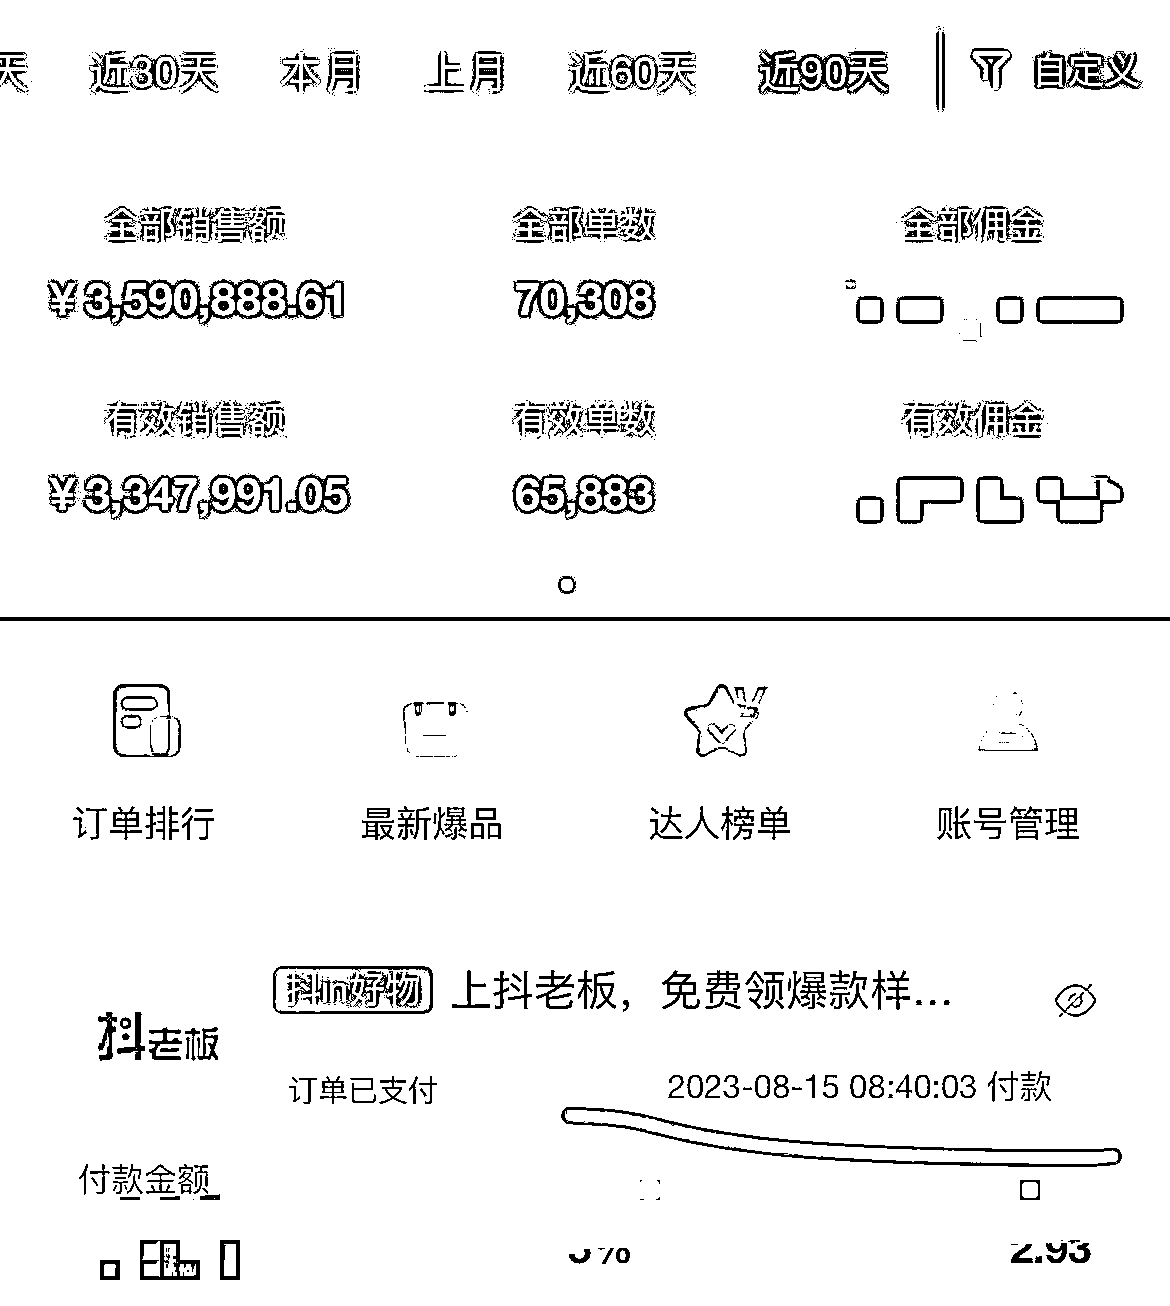 天 近30天 本月 上月 近60天 近90天 自定义
全部销售额 全部单数 全部佣金
¥3,590,888.61 70,308
有效销售额 有效单数 有效佣金
¥3,347,991.05 65,883
订单排行 最新爆品 达人榜单 账号管理
抖in好物 上抖老板，免费领爆款样...
抖老板
订单已支付 2023-08-15 08:40:03 付款
付款金额
2.93